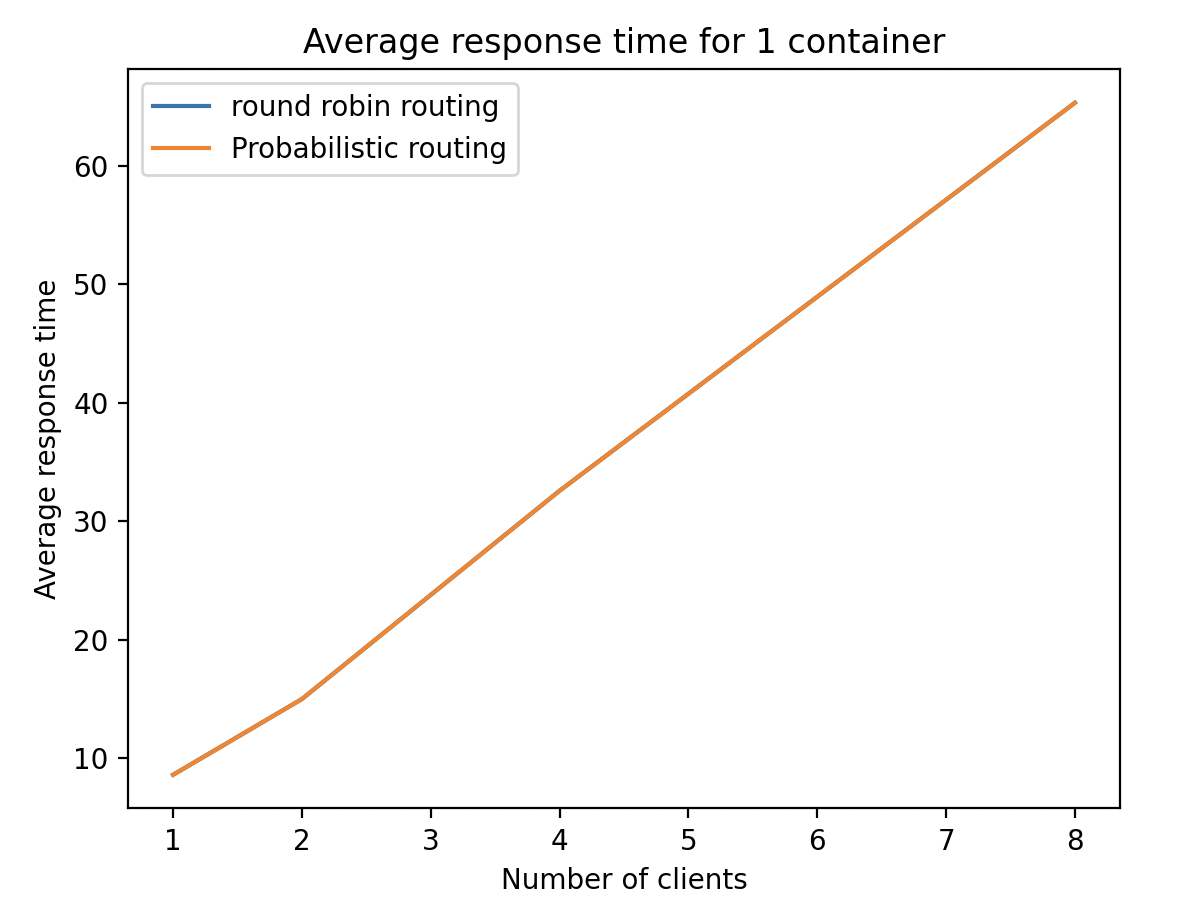 Average response time for 1 container
round robin routing
Probabilistic routing
60
50
40
30
20
10
Average response time
1 2 3 4 5 6 7 8
Number of clients